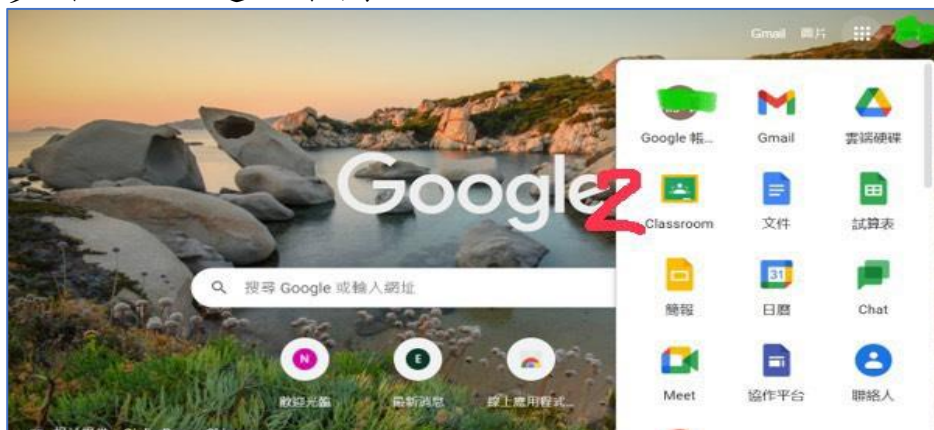 Gmail 圖片
Google
2
搜尋 Google 或輸入網址
N
E
歡迎光臨
最新消息
線上應用程式...
Google 帳...
Gmail
雲端硬碟
Classroom
文件
試算表
簡報
31
日曆
Chat
Meet
協作平台
聯絡人